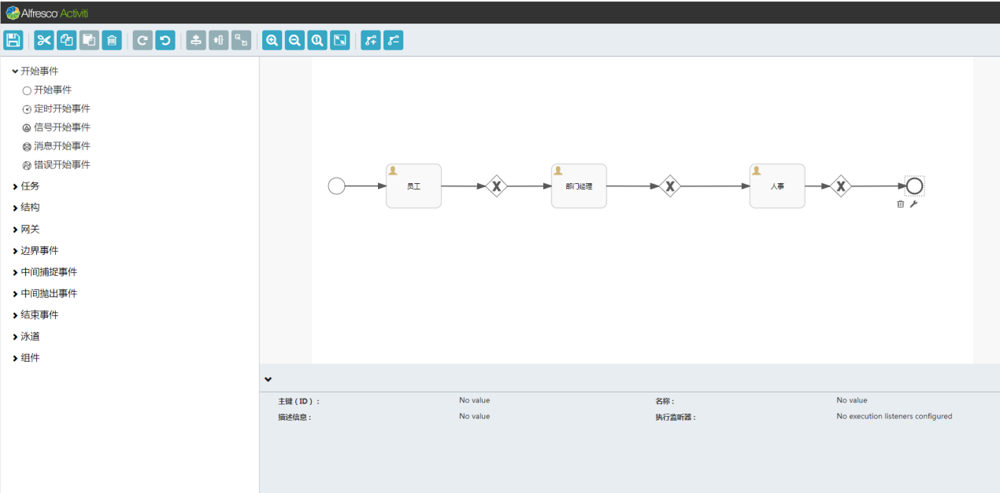 Alfresco Activiti
开始事件
开始事件
定时开始事件
信号开始事件
消息开始事件
错误开始事件
任务
结构
网关
边界事件
中间捕捉事件
中间抛出事件
结束事件
泳道
组件
员工
X
部门经理
X
人事
X
主键（ID）：
No value
名称：
No value
描述信息：
No value
执行监听器：
No execution listeners configured